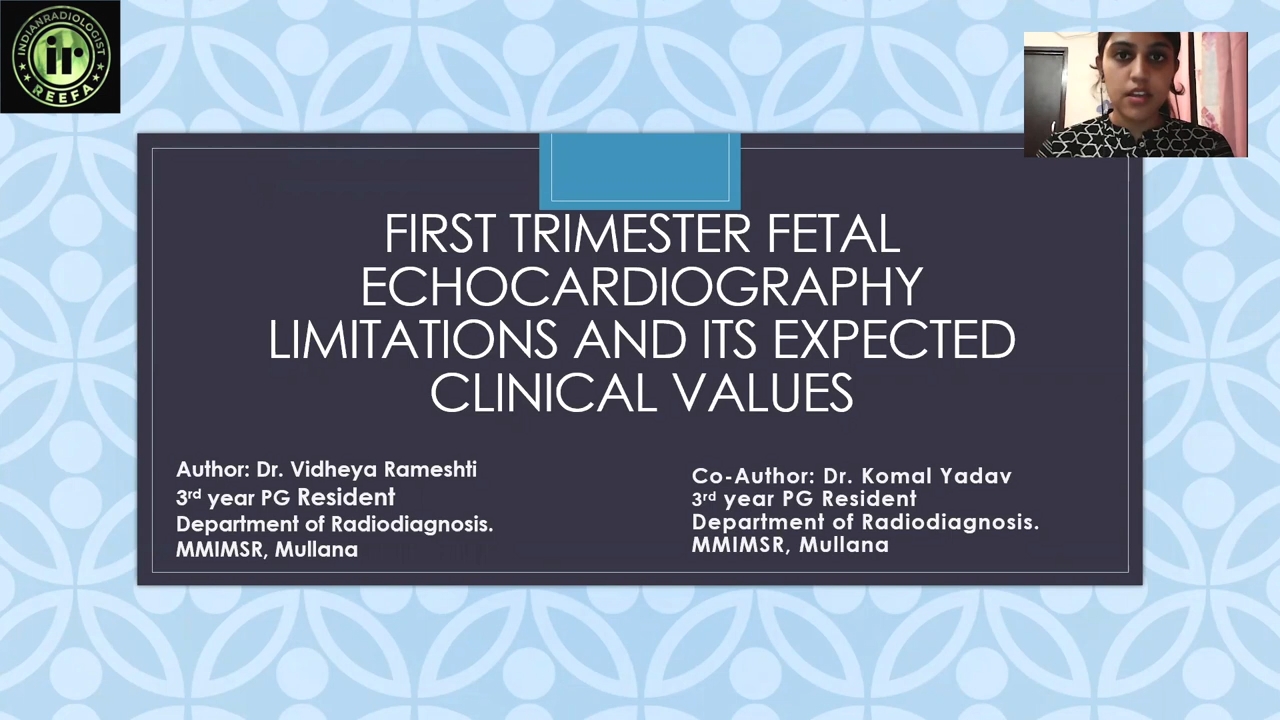 INDIANRADIOLOGIST
ir
REEFA
FIRST TRIMESTER FETAL
ECHOCARDIOGRAPHY
LIMITATIONS AND ITS EXPECTED
CLINICAL VALUES
Author: Dr. Vidheya Rameshti
3rd year PG Resident
Department of Radiodiagnosis.
MMIMSR, Mullana
Co-Author: Dr. Komal Yadav
3rd year PG Resident
Department of Radiodiagnosis.
MMIMSR, Mullana